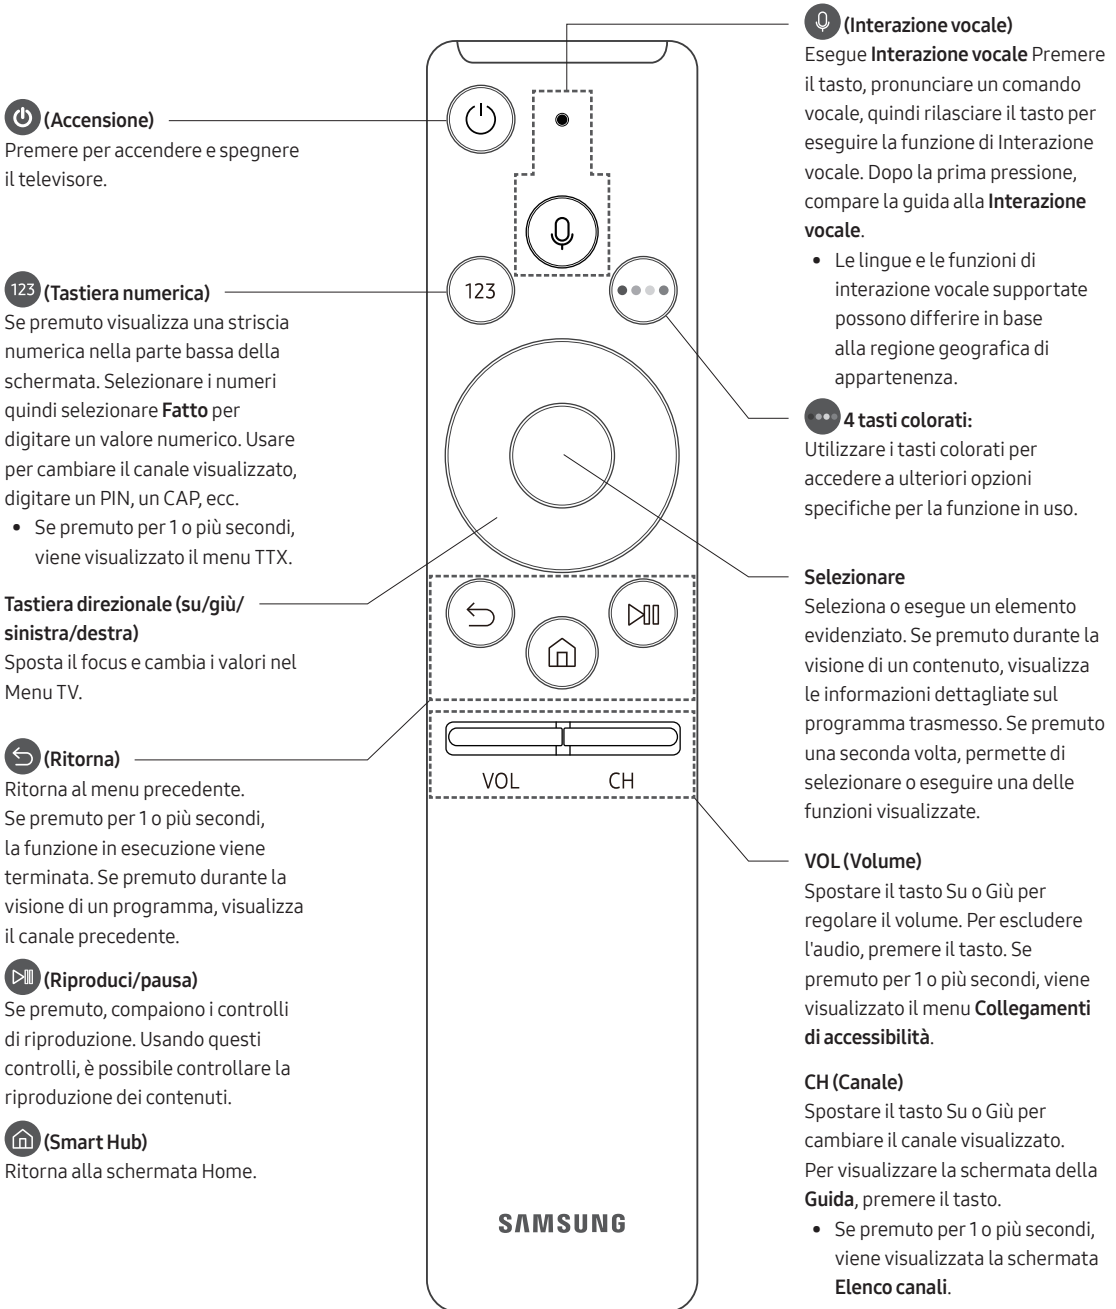 (Accensione)
Premere per accendere e spegnere
il televisore.
123 (Tastiera numerica)
Se premuto visualizza una striscia
numerica nella parte bassa della
schermata. Selezionare i numeri
quindi selezionare Fatto per
digitare un valore numerico. Usare
per cambiare il canale visualizzato,
digitare un PIN, un CAP, ecc.
• Se premuto per 1 o più secondi,
viene visualizzato il menu TTX.
Tastiera direzionale (su/giù/
sinistra/destra)
Sposta il focus e cambia i valori nel
Menu TV.
(Ritorna)
Ritorna al menu precedente.
Se premuto per 1 o più secondi,
la funzione in esecuzione viene
terminata. Se premuto durante la
visione di un programma, visualizza
il canale precedente.
(Riproduci/pausa)
Se premuto, compaiono i controlli
di riproduzione. Usando questi
controlli, è possibile controllare la
riproduzione dei contenuti.
(Smart Hub)
Ritorna alla schermata Home.
123
VOL CH
SAMSUNG
(Interazione vocale)
Esegue Interazione vocale Premere
il tasto, pronunciare un comando
vocale, quindi rilasciare il tasto per
eseguire la funzione di Interazione
vocale. Dopo la prima pressione,
compare la guida alla Interazione
vocale.
• Le lingue e le funzioni di
interazione vocale supportate
possono differire in base
alla regione geografica di
appartenenza.
4 tasti colorati:
Utilizzare i tasti colorati per
accedere a ulteriori opzioni
specifiche per la funzione in uso.
Selezionare
Seleziona o esegue un elemento
evidenziato. Se premuto durante la
visione di un contenuto, visualizza
le informazioni dettagliate sul
programma trasmesso. Se premuto
una seconda volta, permette di
selezionare o eseguire una delle
funzioni visualizzate.
VOL (Volume)
Spostare il tasto Su o Giù per
regolare il volume. Per escludere
l'audio, premere il tasto. Se
premuto per 1 o più secondi, viene
visualizzato il menu Collegamenti
di accessibilità.
CH (Canale)
Spostare il tasto Su o Giù per
cambiare il canale visualizzato.
Per visualizzare la schermata della
Guida, premere il tasto.
• Se premuto per 1 o più secondi,
viene visualizzata la schermata
Elenco canali.